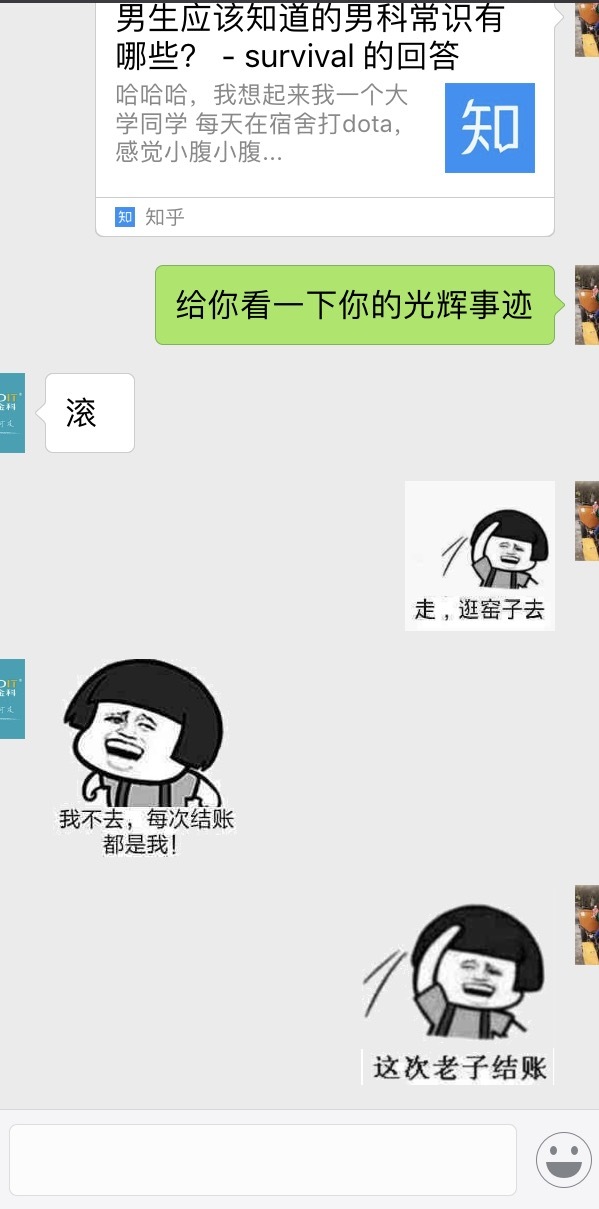 男生应该知道的男科常识有
哪些？ - survival 的回答
哈哈哈，我想起来我一个大
学同学 每天在宿舍打dota，
感觉小腹小腹...
知
知 知乎
给你看一下你的光辉事迹
滚
走，逛窑子去
我不去，每次结账
都是我！
这次老子结账